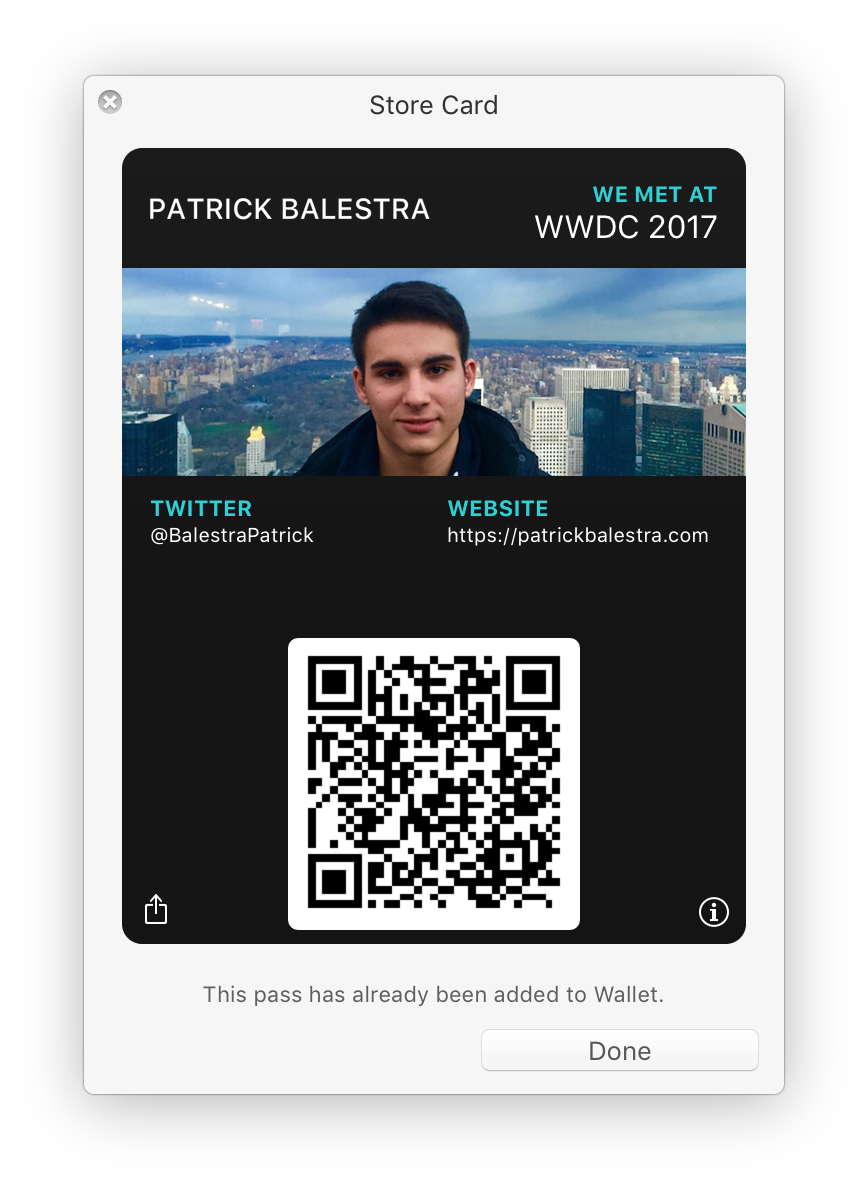 Store Card
PATRICK BALESTRA
WE MET AT
WWDC 2017
TWITTER
@BalestraPatrick
WEBSITE
https://patrickbalestra.com
This pass has already been added to Wallet.
Done